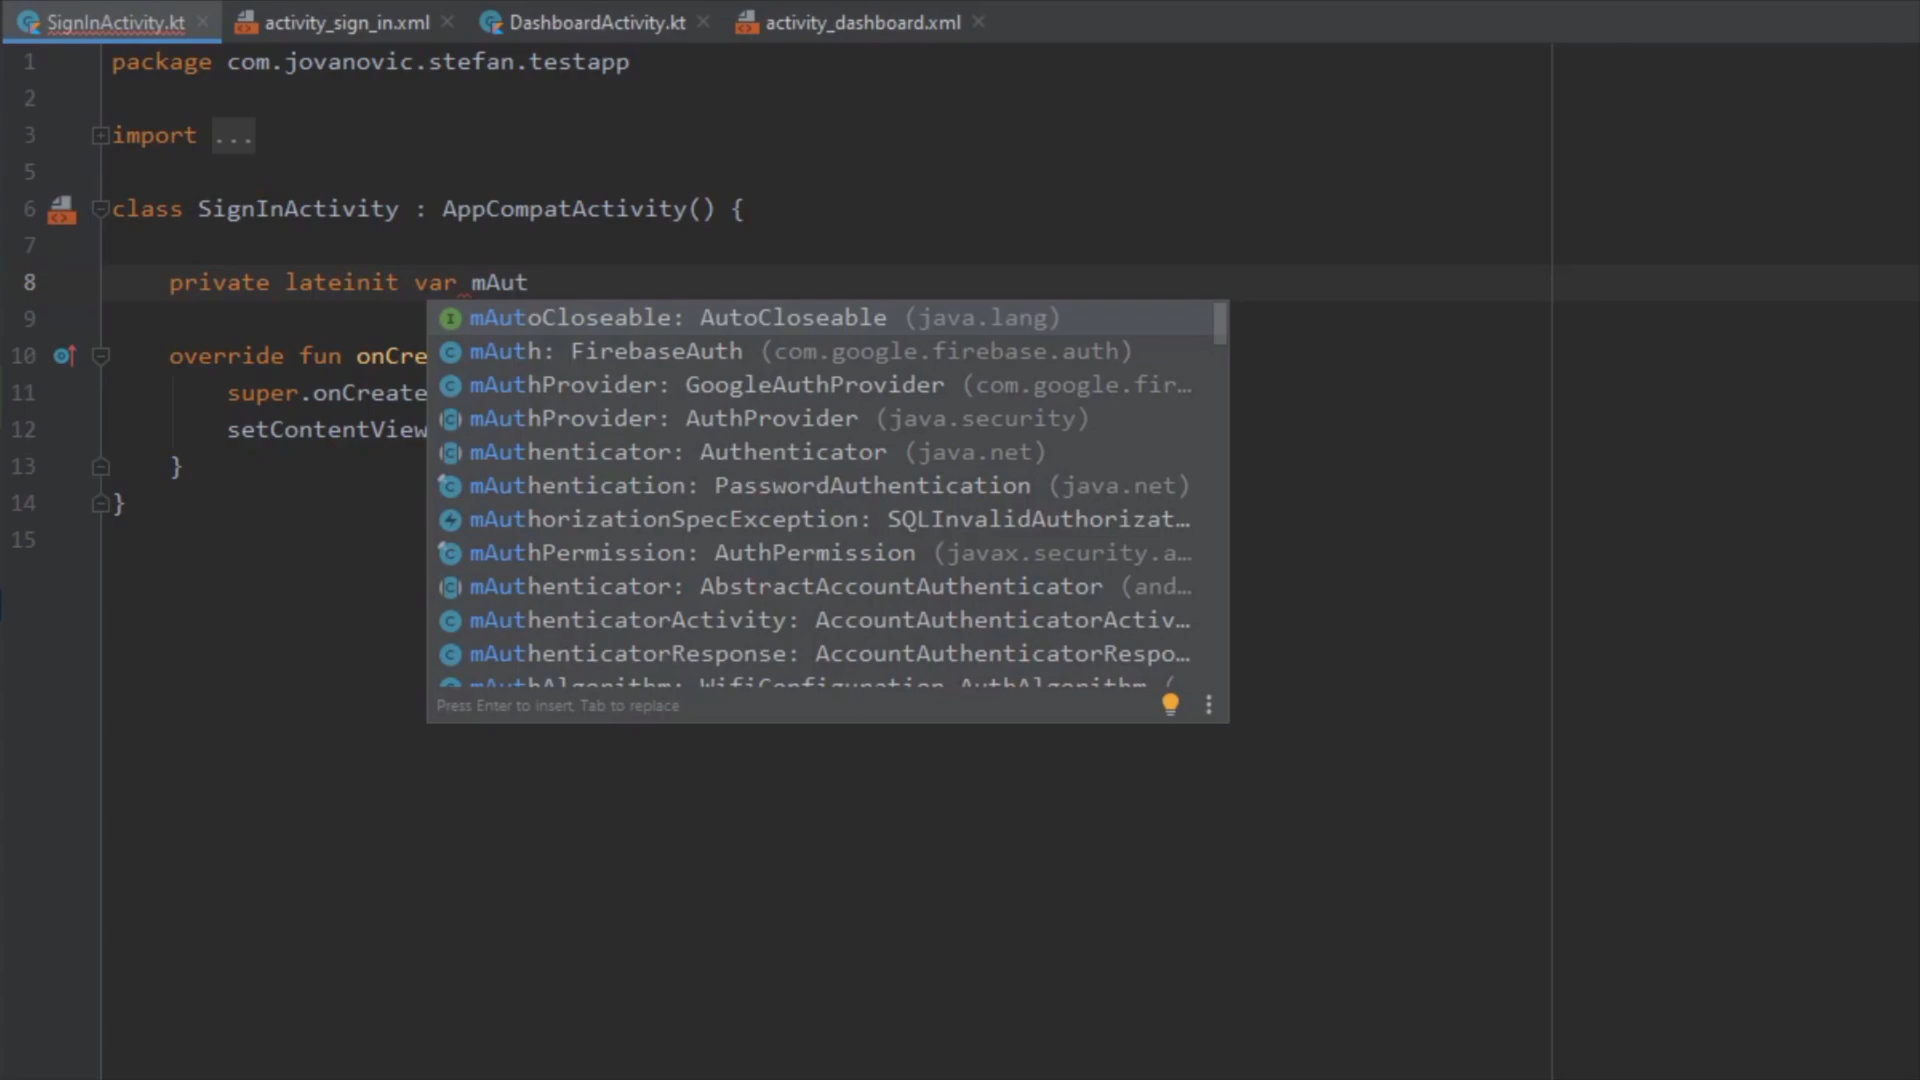 SignInActivity.kt activity_sign_in.xml DashboardActivity.kt activity_dashboard.xml
1 package com.jovanovic.stefan.testapp
2
3 import ...
5
6 class SignInActivity : AppCompatActivity() {
7
8 private lateinit var mAut
9
mAutoCloseable: AutoCloseable (java.lang)
10 override fun onCre
mAuth: FirebaseAuth (com.google.firebase.auth)
11 super.onCreate
mAuthProvider: GoogleAuthProvider (com.google.fir...
12 setContentView
mAuthProvider: AuthProvider (java.security)
13 }
mAuthenticator: Authenticator (java.net)
14 }
mAuthentication: PasswordAuthentication (java.net)
15
mAuthorizationSpecException: SQLInvalidAuthorizat...
mAuthPermission: AuthPermission (javax.security.a...
mAuthenticator: AbstractAccountAuthenticator (and...
mAuthenticatorActivity: AccountAuthenticatorActiv...
mAuthenticatorResponse: AccountAuthenticatorRespo...
mAuthAlgorithm: WifiConfiguration.AuthAlgorithm (
Press Enter to insert, Tab to replace